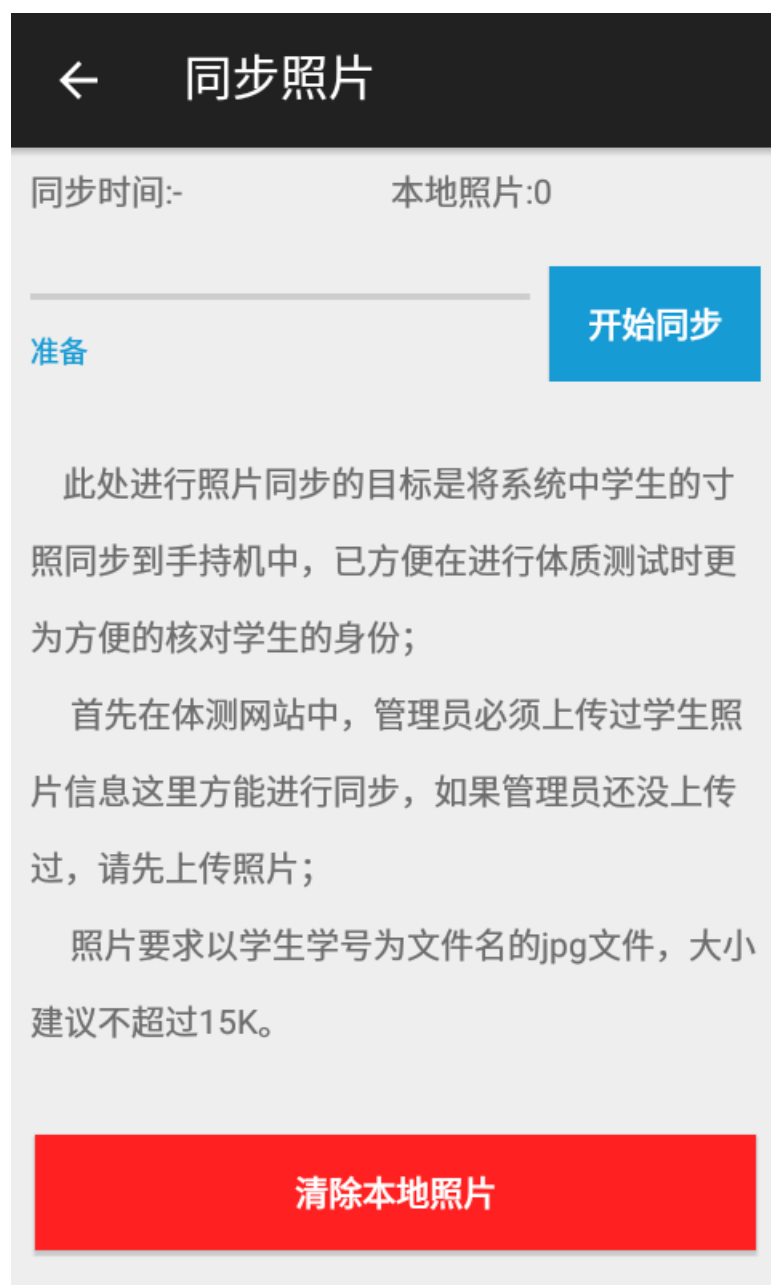 同步照片
同步时间:- 本地照片:0
开始同步
准备
此处进行照片同步的目标是将系统中学生的寸
照同步到手持机中，已方便在进行体质测试时更
为方便的核对学生的身份；
首先在体测网站中，管理员必须上传过学生照
片信息这里方能进行同步，如果管理员还没上传
过，请先上传照片；
照片要求以学生学号为文件名的jpg文件，大小
建议不超过15K。
清除本地照片